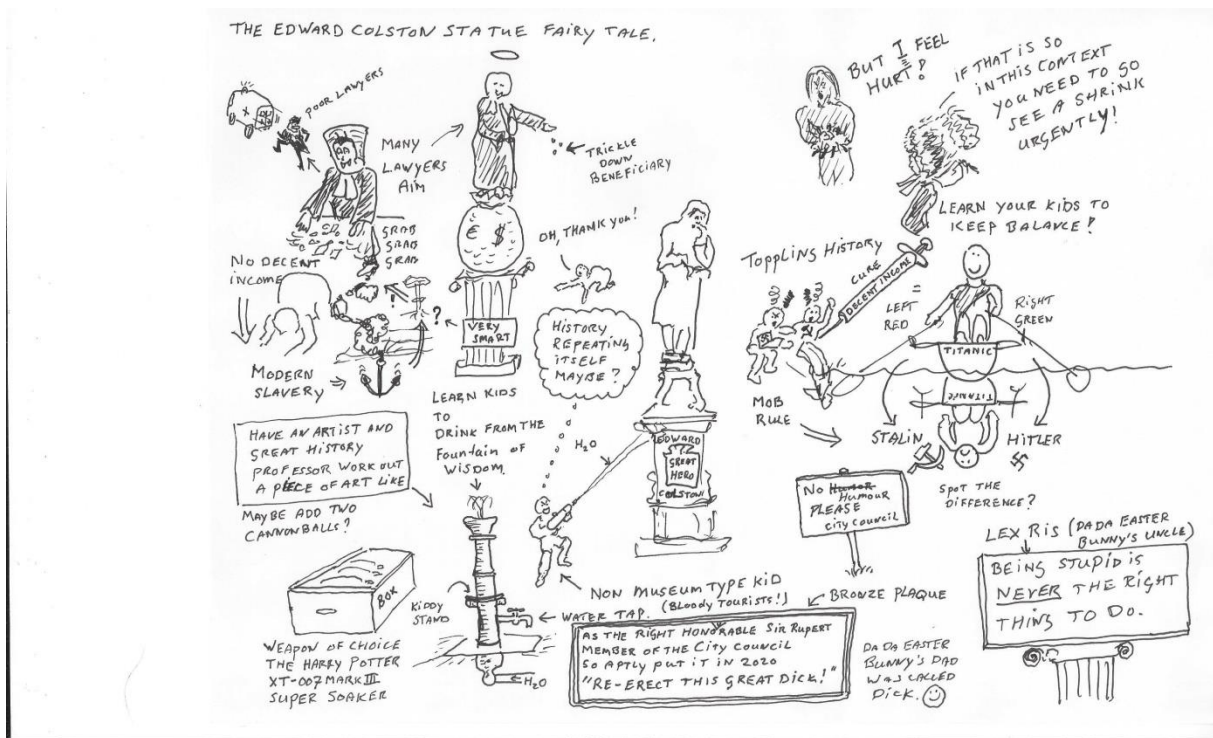 THE EDWARD COLSTON STATUE FAIRY TALE.
POOR LAWYERS
MANY
LAWYERS
AIM
TRICKLE
DOWN
BENEFICIARY
GRAB
GRAB
GRAB
NO DECENT
INCOME
!
?
€ $
VERY
SMART
MODERN
SLAVERY
OH, THANK YOU!
HISTORY
REPEATING
ITSELF
MAYBE?
BUT I FEEL
HURT!
IF THAT IS SO
IN THIS CONTEXT
YOU NEED TO GO
SEE A SHRINK
URGENTLY!
LEARN YOUR KIDS TO
KEEP BALANCE!
TOPPLING HISTORY
CURE
DECENT INCOME
=
LEFT
RED
RIGHT
GREEN
TITANIC
TITANIC
MOB
RULE
STALIN
HITLER
SPOT THE
DIFFERENCE?
HAVE AN ARTIST AND
GREAT HISTORY
PROFESSOR WORK OUT
A PIECE OF ART LIKE
MAYBE ADD TWO
CANNONBALLS?
LEARN KIDS
TO
DRINK FROM THE
FOUNTAIN OF
WISDOM.
H2O
EDWARD
GREAT
HERO
COLSTON
NO HUMOR
HUMOUR
PLEASE
CITY COUNCIL
LEX RIS (DADA EASTER
BUNNY'S UNCLE)
BEING STUPID IS
NEVER THE RIGHT
THING TO DO.
BOX
WEAPON OF CHOICE
THE HARRY POTTER
XT-007 MARK III
SUPER SOAKER
KIDDY
STAND
WATER TAP.
H2O
NON MUSEUM TYPE KID
(BLOODY TOURISTS!)
BRONZE PLAQUE
AS THE RIGHT HONORABLE SIR RUPERT
MEMBER OF THE CITY COUNCIL
SO APTLY PUT IT IN 2020
"RE-ERECT THIS GREAT DICK!"
DADA EASTER
BUNNY'S DAD
WAS CALLED
DICK.